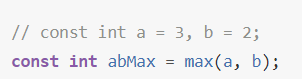 // const int a = 3, b = 2;
const int abMax = max(a, b);